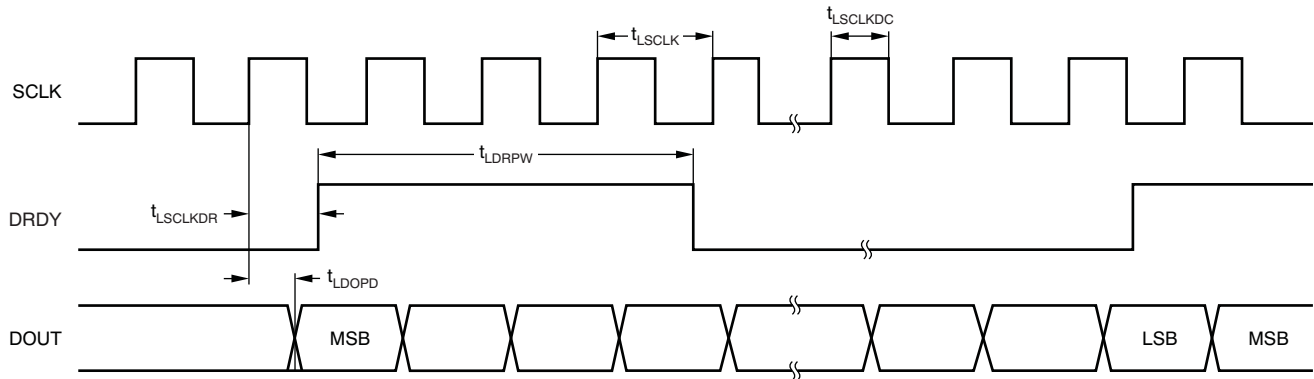 tLSCLK
tLSCLKDC
SCLK
tLDRPW
tLSCLKDR
DRDY
tLDOPD
DOUT
MSB
LSB
MSB